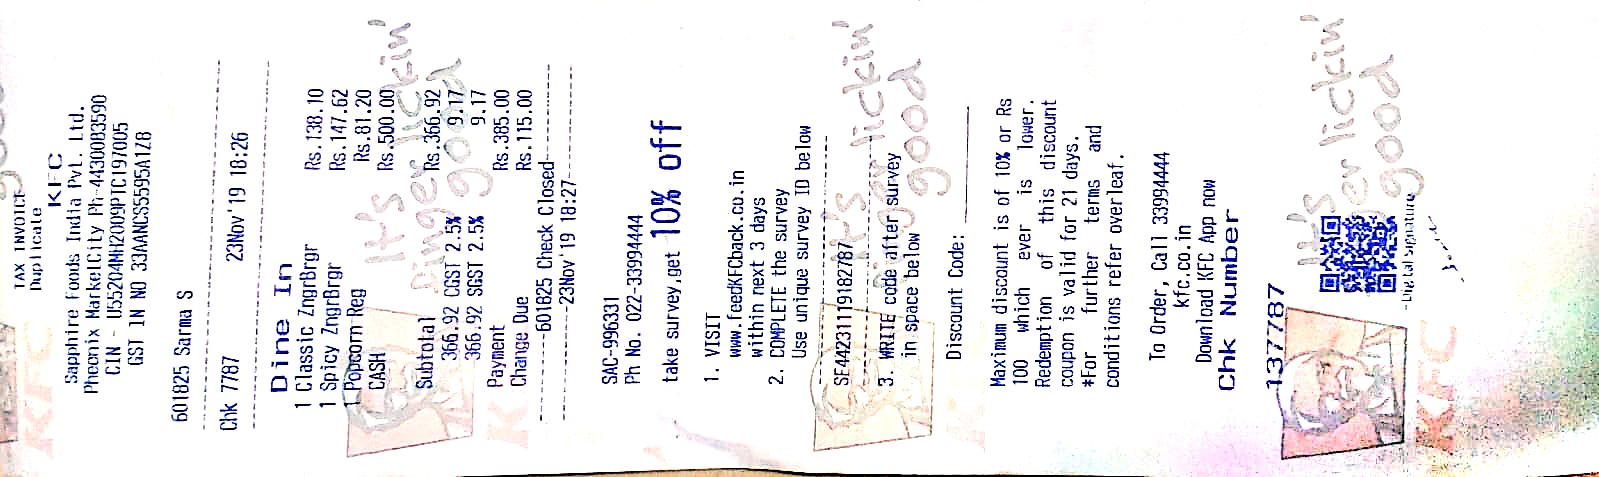 TAX INVOICE
Duplicate
KFC
Sapphire Foods India Pvt. Ltd.
Phoenix MarketCity Ph-4430083590
CIN - U55204MH2009PTC197005
GST IN NO 33AANCS5595A1Z8
601825 Sarma S
Chk 7787 23Nov'19 18:26
Dine In
1 Classic ZngrBrgr Rs.138.10
1 Spicy ZngBrgr Rs.147.62
1 Popcorn Reg Rs.81.20
CASH Rs.500.00
Subtotal Rs.366.92
366.92 CGST 2.5% 9.17
366.92 SGST 2.5% 9.17
Payment Rs.385.00
Change Due Rs.115.00
------601825 Check Closed------
------23Nov'19 18:27------
SAC-996331
Ph No. 022-33994444
take survey,get 10% off
1. VISIT
www.feedKFCback.co.in
within next 3 days
2. COMPLETE the survey
Use unique survey ID below
SE442311191827787
3. WRITE code after survey
in space below
Discount Code: ________
Maximum discount is of 10% or Rs
100 which ever is lower.
Redemption of this discount
coupon is valid for 21 days.
*For further terms and
conditions refer overleaf.
To Order, Call 33994444
kfc.co.in
Download KFC App now
Chk Number
137787
KFC
It's
finger lickin'
good
KFC
It's
finger lickin'
good
KFC
It's
finger lickin'
good
Digital signature